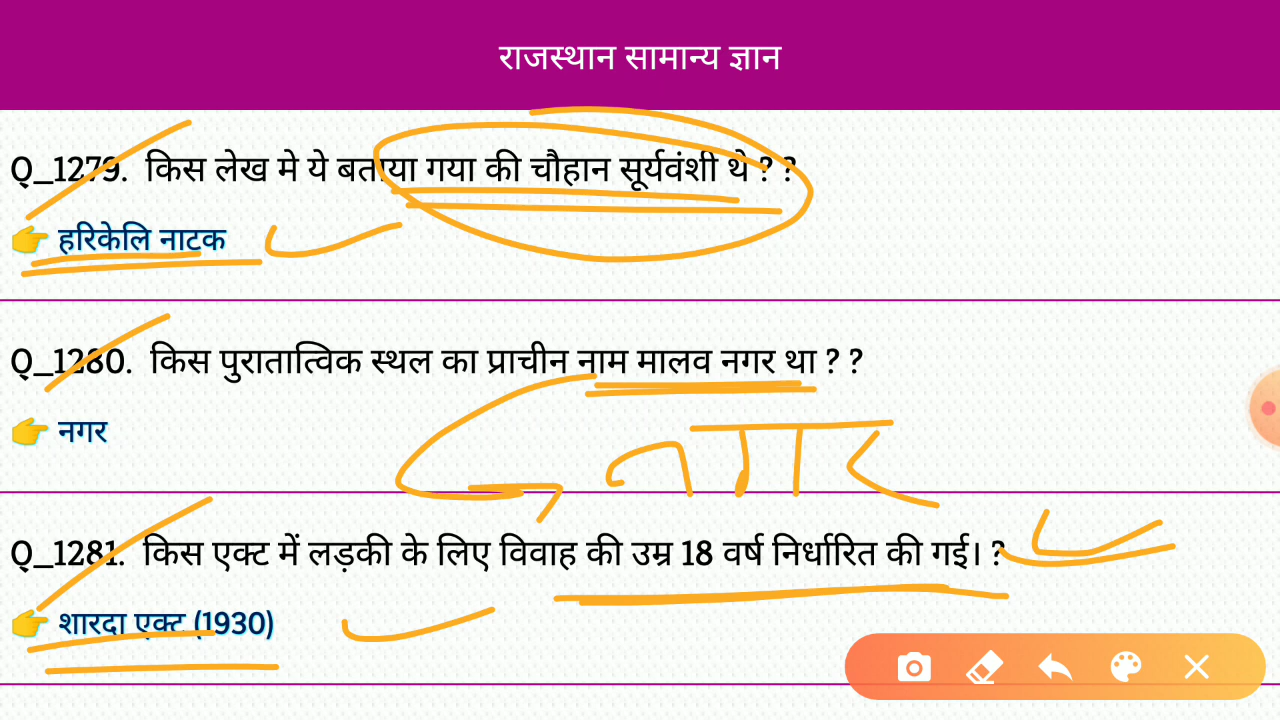 राजस्थान सामान्य ज्ञान
Q_1279. किस लेख मे ये बताया गया की चौहान सूर्यवंशी थे ? ?
👉 हरिकेलि नाटक
Q_1280. किस पुरातात्विक स्थल का प्राचीन नाम मालव नगर था ? ?
👉 नगर
नगर
Q_1281. किस एक्ट में लड़की के लिए विवाह की उम्र 18 वर्ष निर्धारित की गई। ?
👉 शारदा एक्ट (1930)